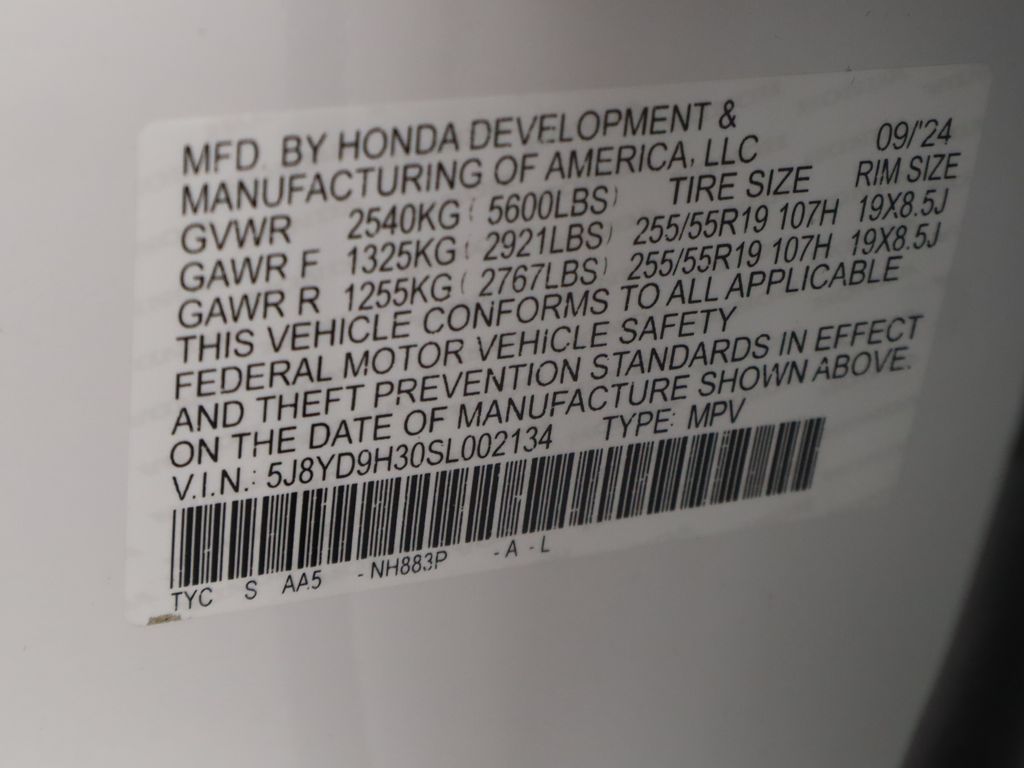 MFD. BY HONDA DEVELOPMENT &
MANUFACTURING OF AMERICA, LLC 09/'24
GVWR 2540KG ( 5600LBS) TIRE SIZE RIM SIZE
GAWR F 1325KG ( 2921LBS) 255/55R19 107H 19X8.5J
GAWR R 1255KG ( 2767LBS) 255/55R19 107H 19X8.5J
THIS VEHICLE CONFORMS TO ALL APPLICABLE
FEDERAL MOTOR VEHICLE SAFETY
AND THEFT PREVENTION STANDARDS IN EFFECT
ON THE DATE OF MANUFACTURE SHOWN ABOVE.
V.I.N.: 5J8YD9H30SL002134 TYPE: MPV
TYC S AA5 - NH883P - A - L